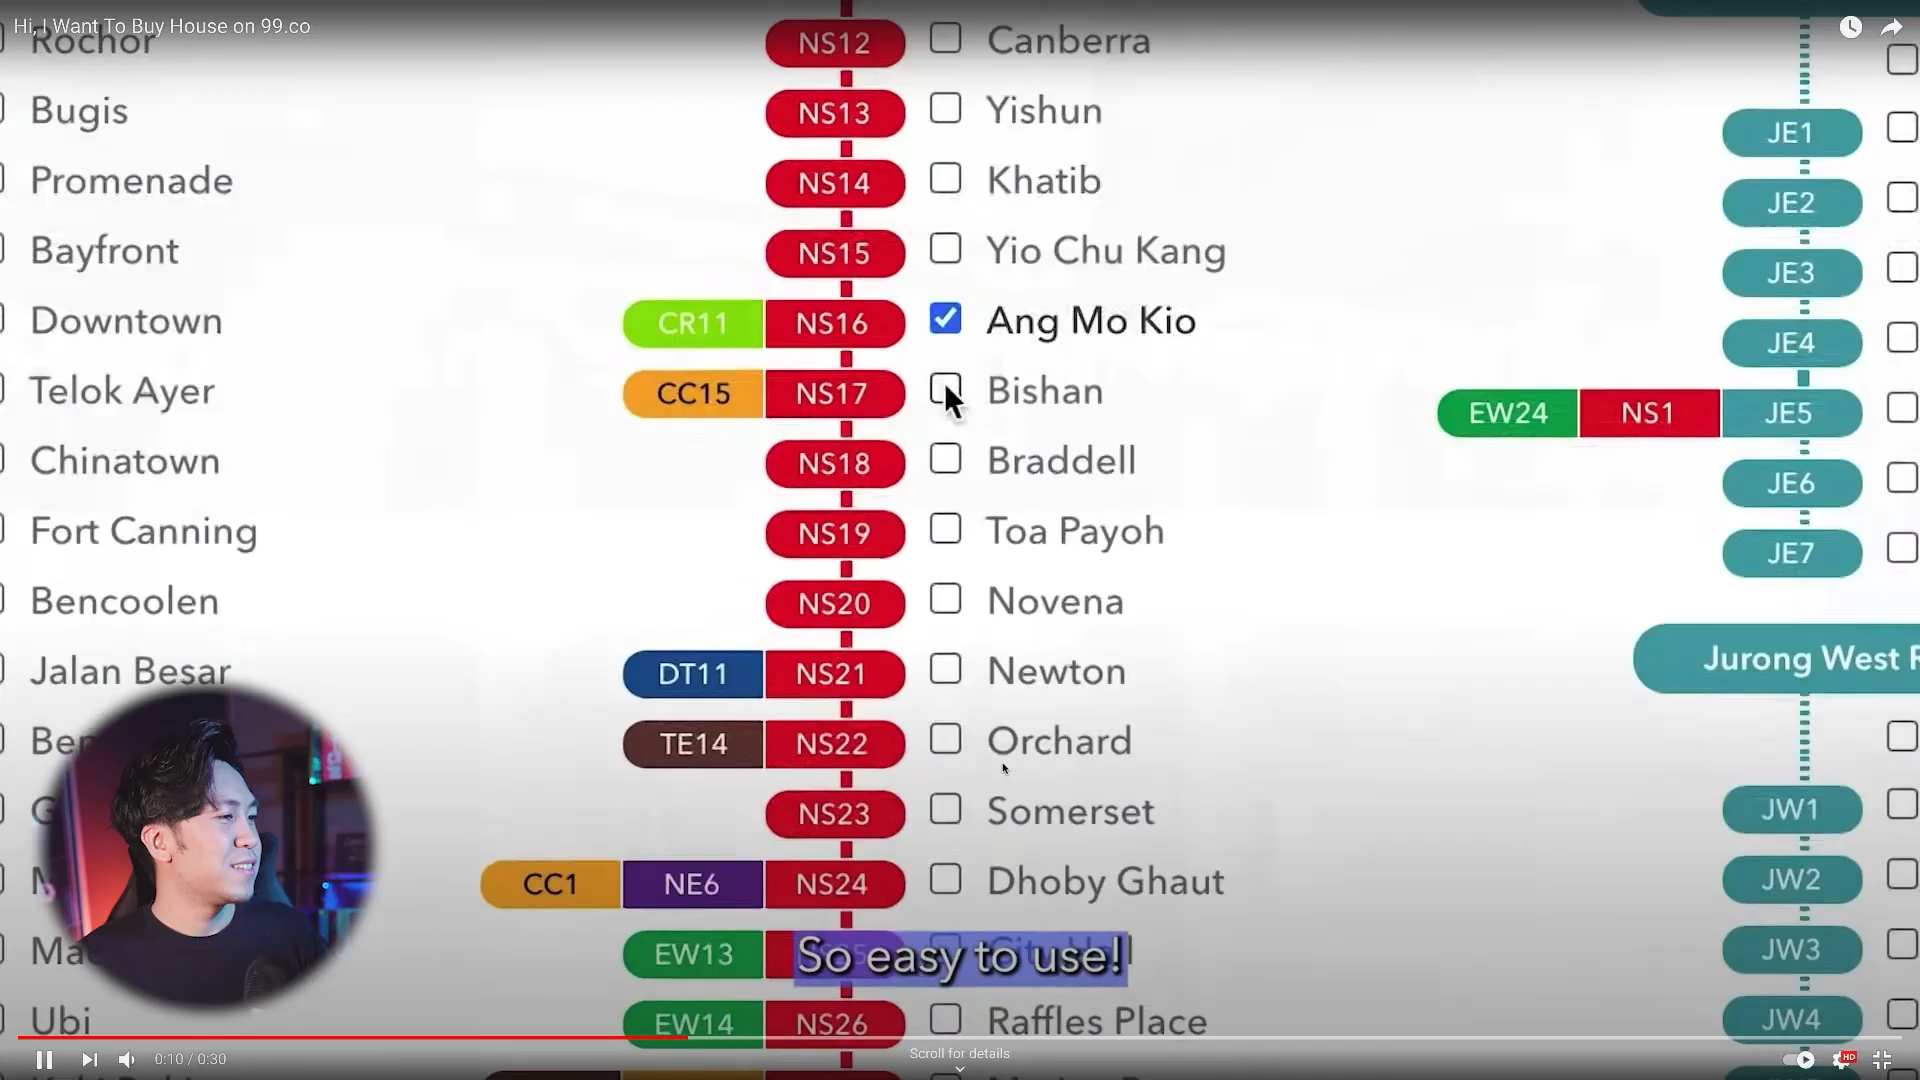 Hi, I Want To Buy House on 99.co
Rochor
Bugis
Promenade
Bayfront
Downtown
Telok Ayer
Chinatown
Fort Canning
Bencoolen
Jalan Besar
Ubi
NS12 Canberra
NS13 Yishun
NS14 Khatib
NS15 Yio Chu Kang
CR11 NS16 Ang Mo Kio
CC15 NS17 Bishan
NS18 Braddell
NS19 Toa Payoh
NS20 Novena
DT11 NS21 Newton
TE14 NS22 Orchard
NS23 Somerset
CC1 NE6 NS24 Dhoby Ghaut
EW13
So easy to use!
EW14 NS26 Raffles Place
JE1
JE2
JE3
JE4
EW24 NS1 JE5
JE6
JE7
Jurong West
JW1
JW2
JW3
JW4
0:10 / 0:30
Scroll for details
HD